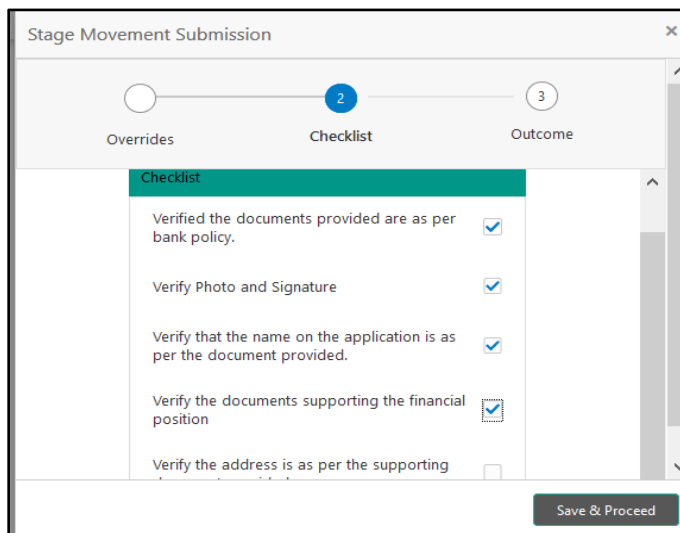 Stage Movement Submission
2
3
Overrides
Checklist
Outcome
Checklist
Verified the documents provided are as per
bank policy.
Verify Photo and Signature
Verify that the name on the application is as
per the document provided.
Verify the documents supporting the financial
position
Verify the address is as per the supporting
Save & Proceed